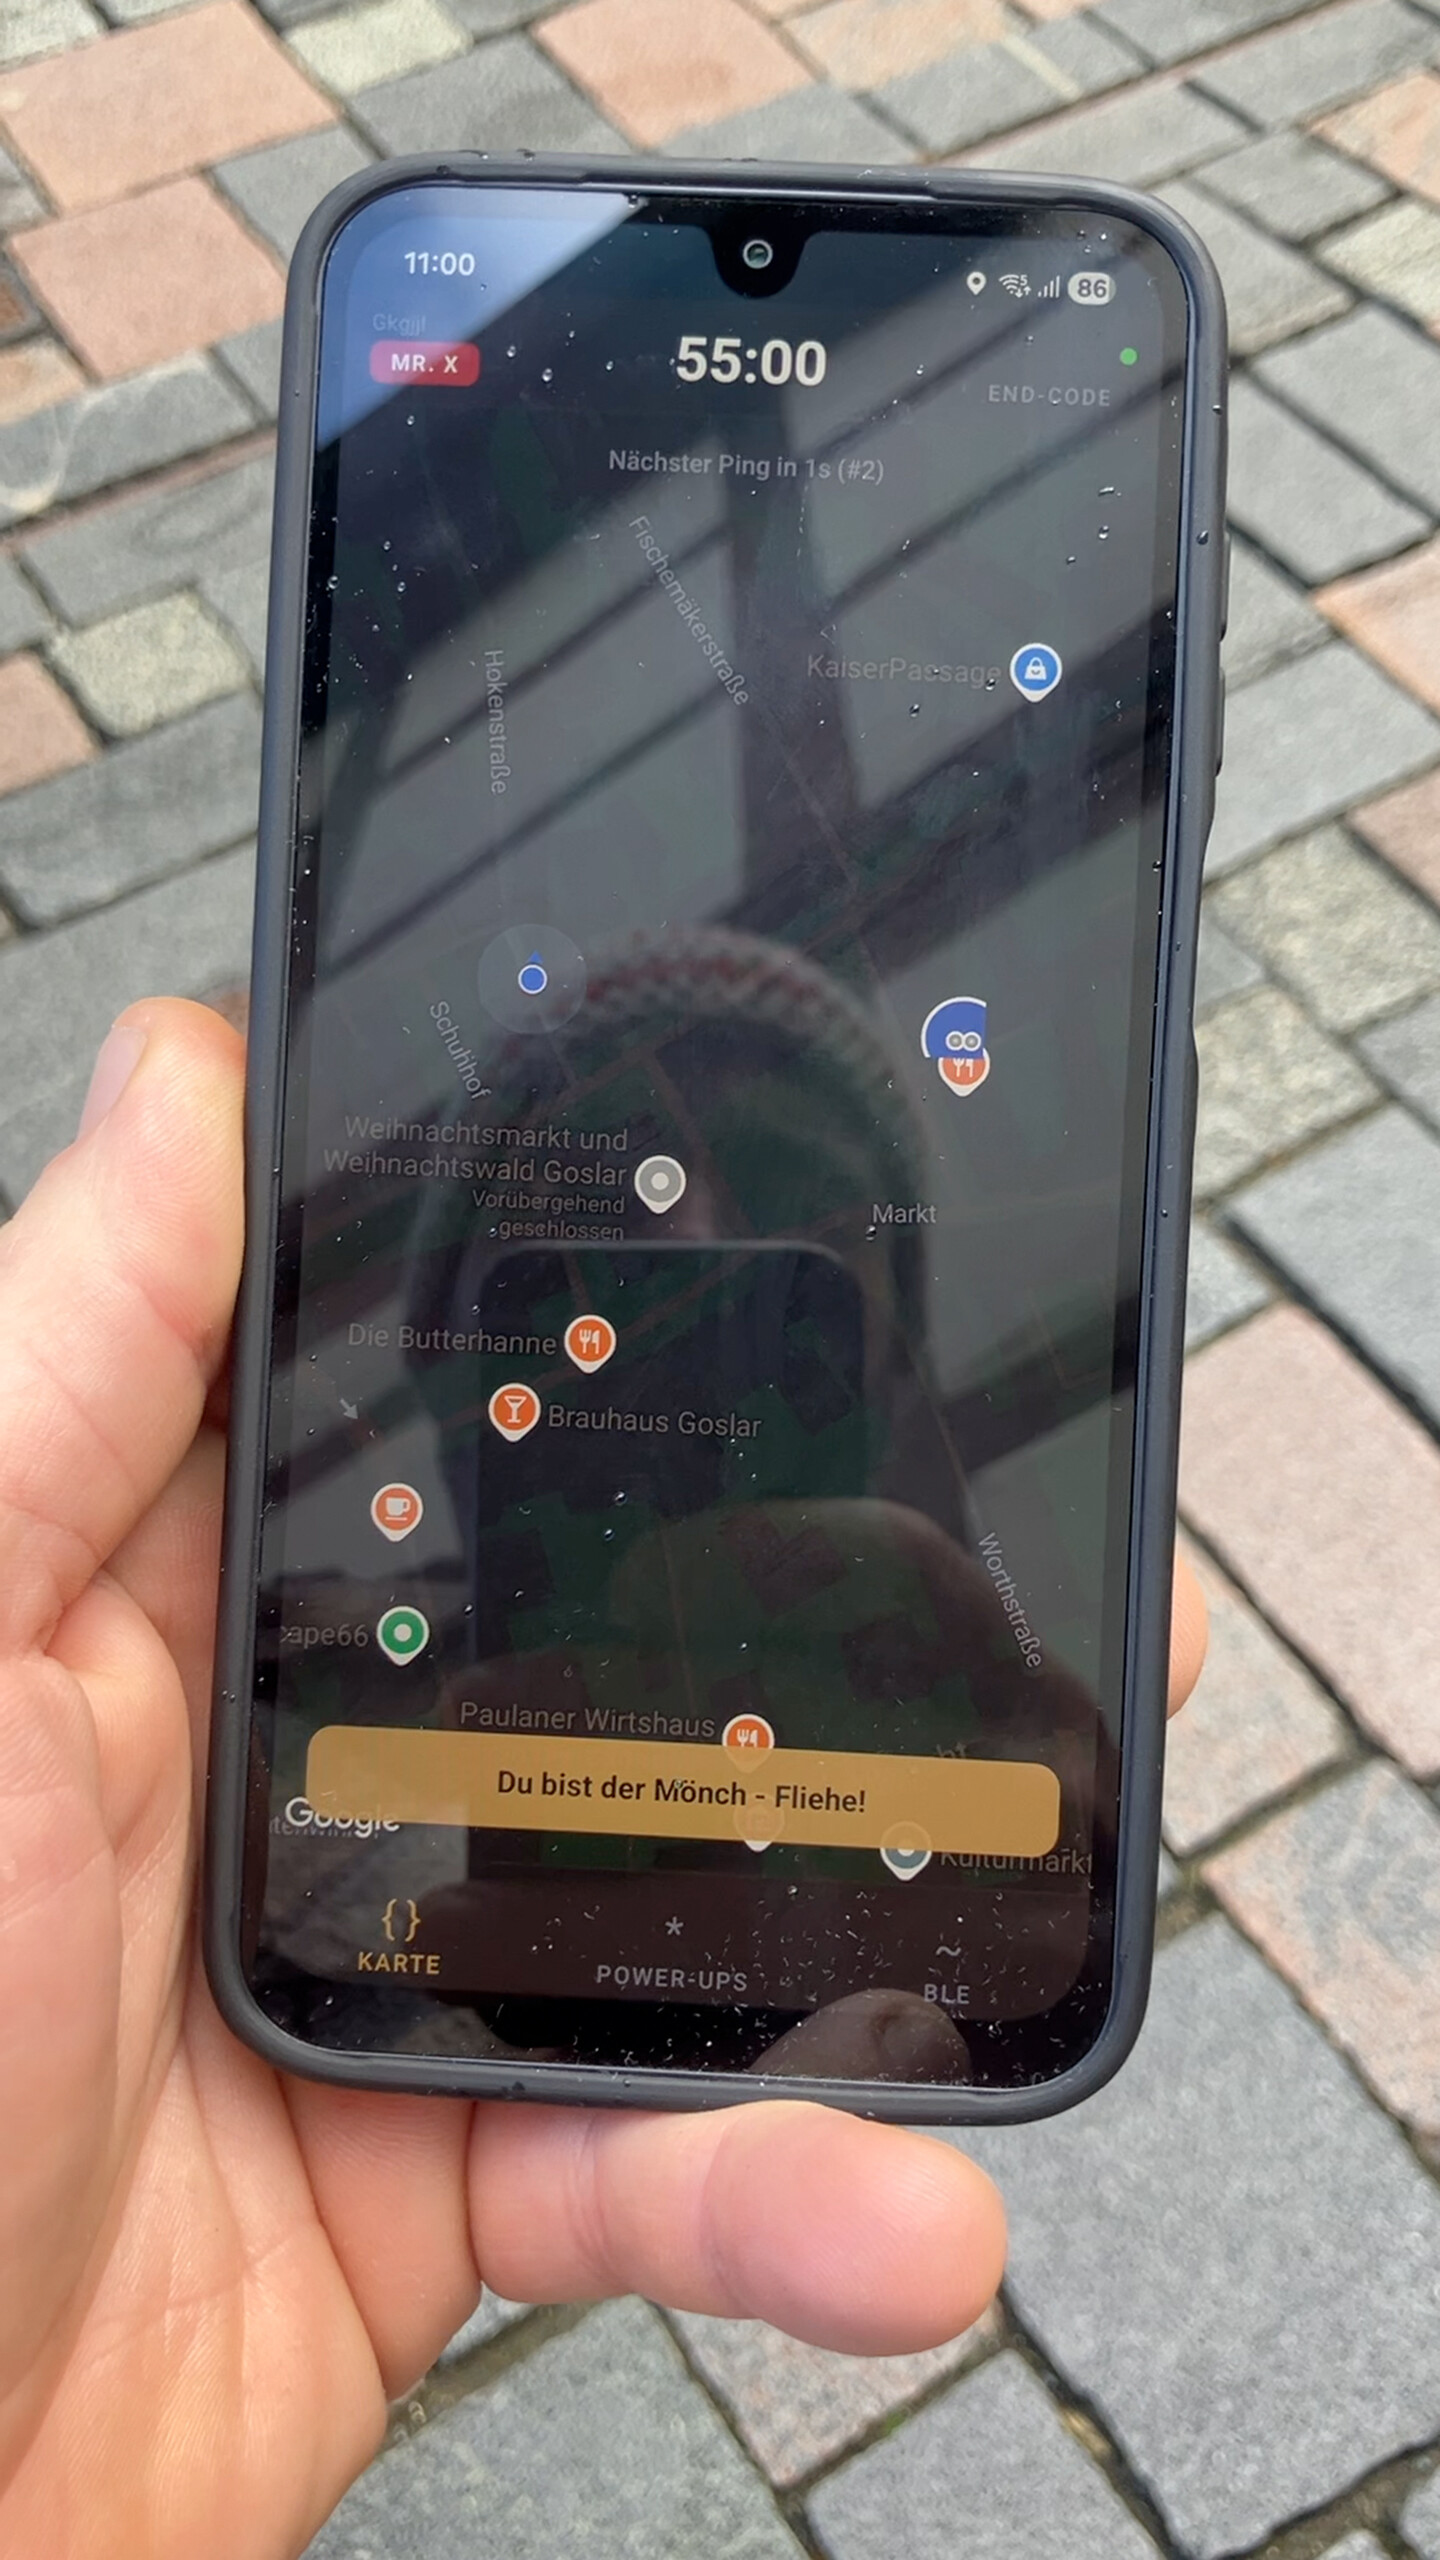 11:00
86
Gkgjjf
MR. X
55:00
END-CODE
Nächster Ping in 1s (#2)
Fischemäkerstraße
Hokenstraße
KaiserPassage
Schuhhof
Weihnachtsmarkt und
Weihnachtswald Goslar
Vorübergehend
geschlossen
Markt
Die Butterhanne
Brauhaus Goslar
ape66
Worthstraße
Paulaner Wirtshaus
Du bist der Mönch - Fliehe!
Google
Kulturmarkt
{} * ~
KARTE POWER-UPS BLE